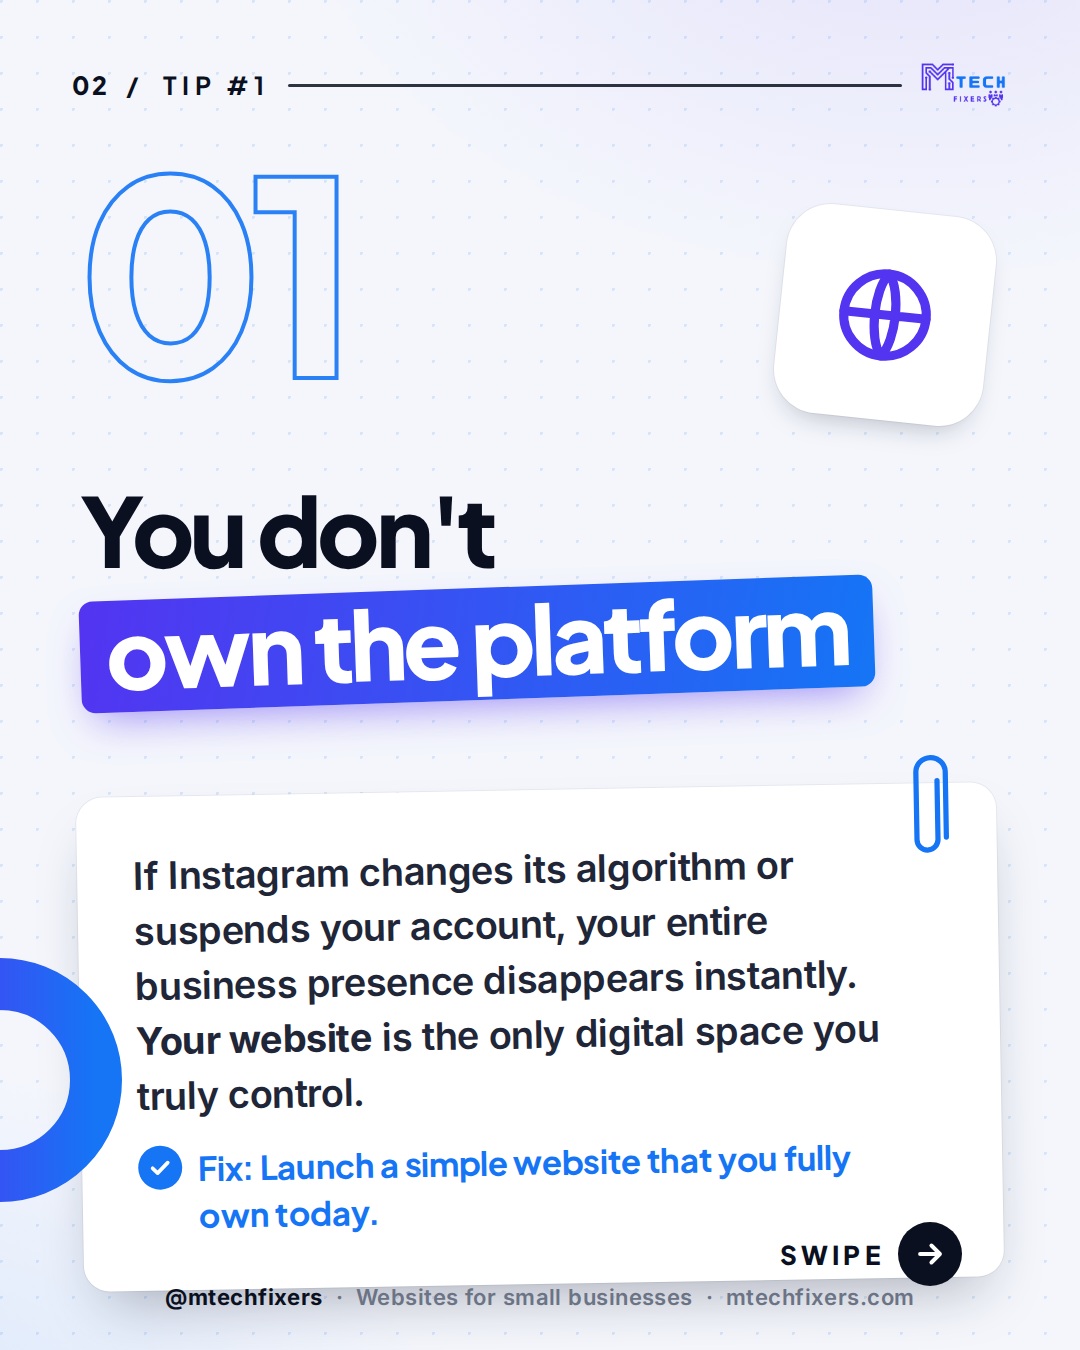 02 / TIP #1
MTECH
FIXERS
01
You don't
own the platform
If Instagram changes its algorithm or
suspends your account, your entire
business presence disappears instantly.
Your website is the only digital space you
truly control.
Fix: Launch a simple website that you fully
own today.
SWIPE
@mtechfixers · Websites for small businesses · mtechfixers.com